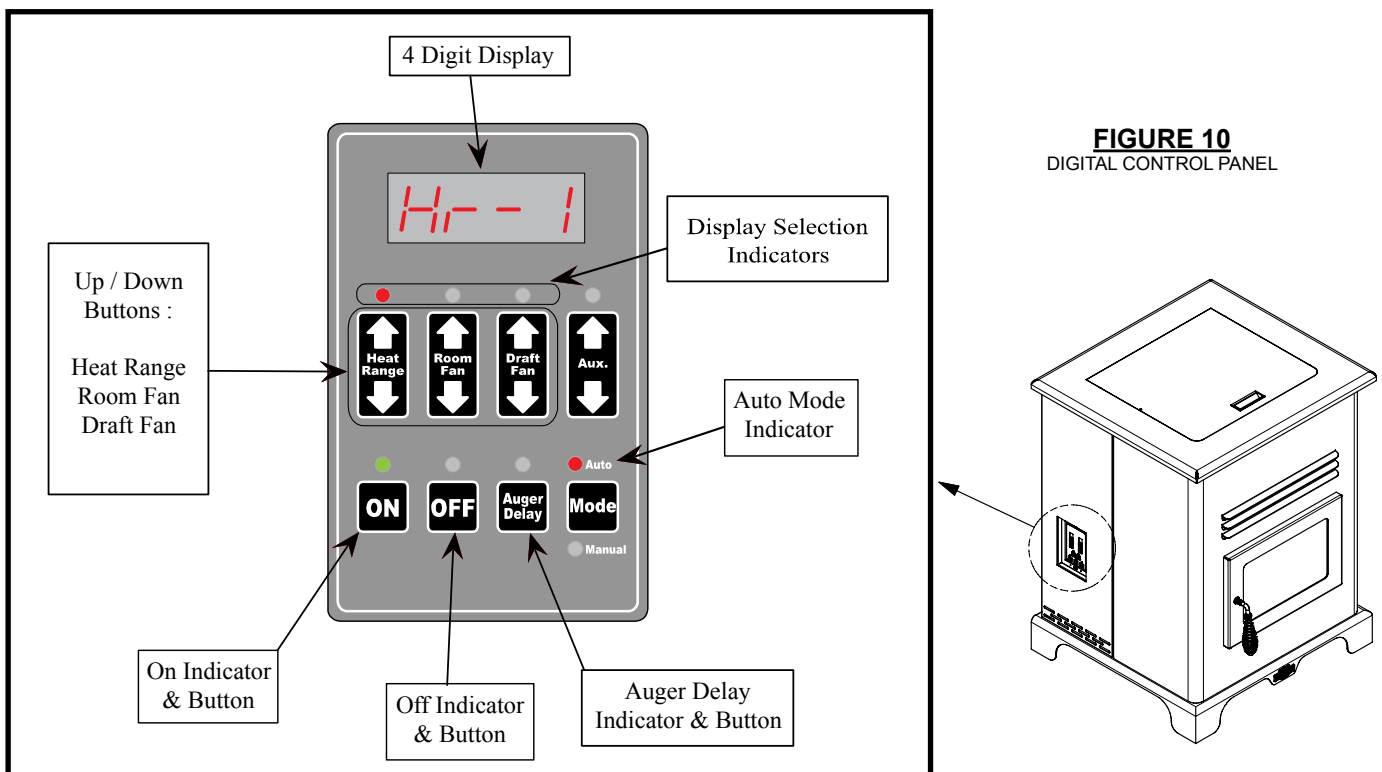 4 Digit Display
FIGURE 10
DIGITAL CONTROL PANEL
Hr--1
Display Selection
Indicators
Up / Down
Buttons :
Heat Range
Room Fan
Draft Fan
Heat
Range
Room
Fan
Draft
Fan
Aux.
Auto Mode
Indicator
Auto
ON
OFF
Auger
Delay
Mode
Manual
On Indicator
& Button
Off Indicator
& Button
Auger Delay
Indicator & Button